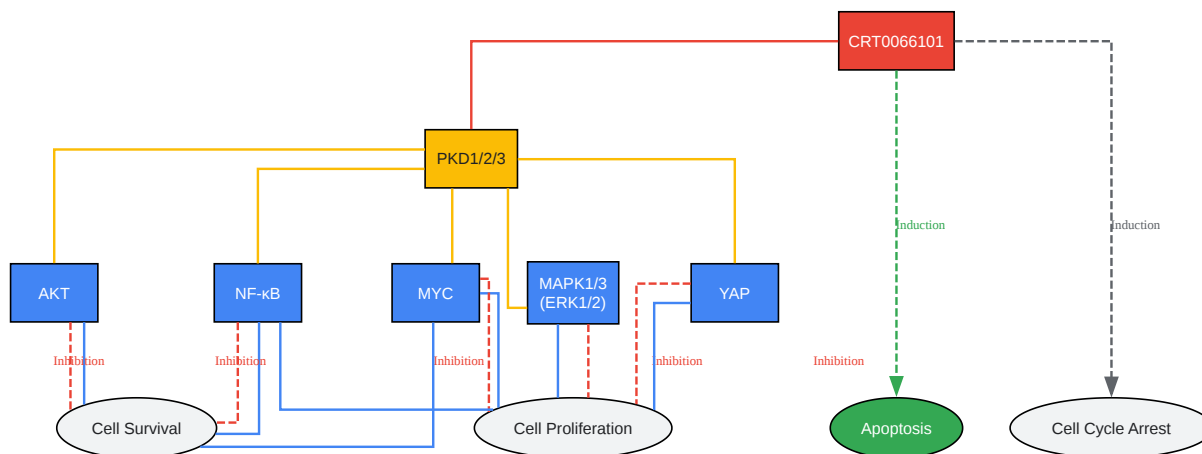 CRT0066101
PKD1/2/3
Induction
Induction
AKT
NF-κB
MYC
MAPK1/3
(ERK1/2)
YAP
Inhibition
Inhibition
Inhibition
Inhibition
Inhibition
Cell Survival
Cell Proliferation
Apoptosis
Cell Cycle Arrest